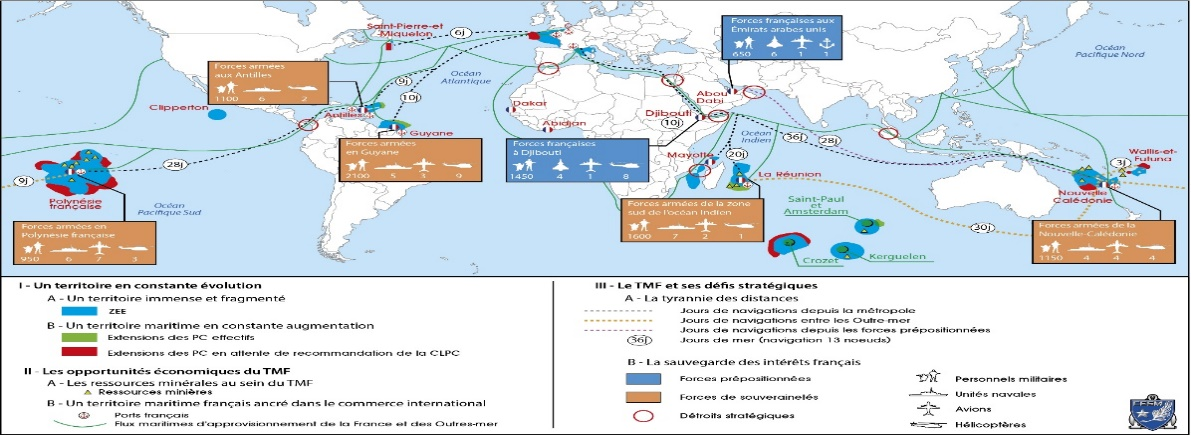 Saint-Pierre-et
Miquelon
6j
Forces françaises aux
Émirats arabes unis
650 6 1 1
Océan
Pacifique Nord
Forces armées
aux Antilles
1100 6 2
Océan
Atlantique
9j
10j
Clipperton
Antilles
Guyane
Dakar
Abidjan
Abou
Dabi
Djibouti
10j
Océan
Indien
36j
28j
Forces armées
en Guyane
2100 5 3 9
Forces françaises
à Djibouti
1450 4 1 8
Mayotte
20j
La Réunion
3j
Wallis-et-
Futuna
Nouvelle
Calédonie
28j
9j
Polynésie
française
Océan
Pacifique Sud
Forces armées en
Polynésie française
950 6 7 3
Forces armées de la zone
sud de l'océan Indien
1600 7 2 1
Saint-Paul
et
Amsterdam
Crozet
Kerguelen
Forces armées de la
Nouvelle-Calédonie
1150 4 4 4
I - Un territoire en constante évolution
A - Un territoire immense et fragmenté
ZEE
B - Un territoire maritime en constante augmentation
Extensions des PC effectifs
Extensions des PC en attente de recommandation de la CLPC
II - Les opportunités économiques du TMF
A - Les ressources minérales au sein du TMF
Ressources minières
B - Un territoire maritime français ancré dans le commerce international
Ports français
Flux maritimes d'approvisionnement de la France et des Outres-mer
III - Le TMF et ses défis stratégiques
A - La tyrannie des distances
Jours de navigations depuis la métropole
Jours de navigations entre les Outre-mer
Jours de navigations depuis les forces prépositionnées
36j
Jours de mer (navigation 13 noeuds)
B - La sauvegarde des intérêts français
Forces prépositionnées
Forces de souverainetés
Détroits stratégiques
Personnels militaires
Unités navales
Avions
Hélicoptères